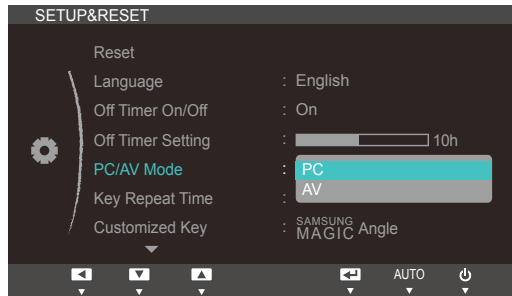 SETUP&RESET
Reset
Language : English
Off Timer On/Off : On
Off Timer Setting : 10h
PC/AV Mode : PC
AV
Key Repeat Time :
Customized Key : SAMSUNG MAGIC Angle
AUTO